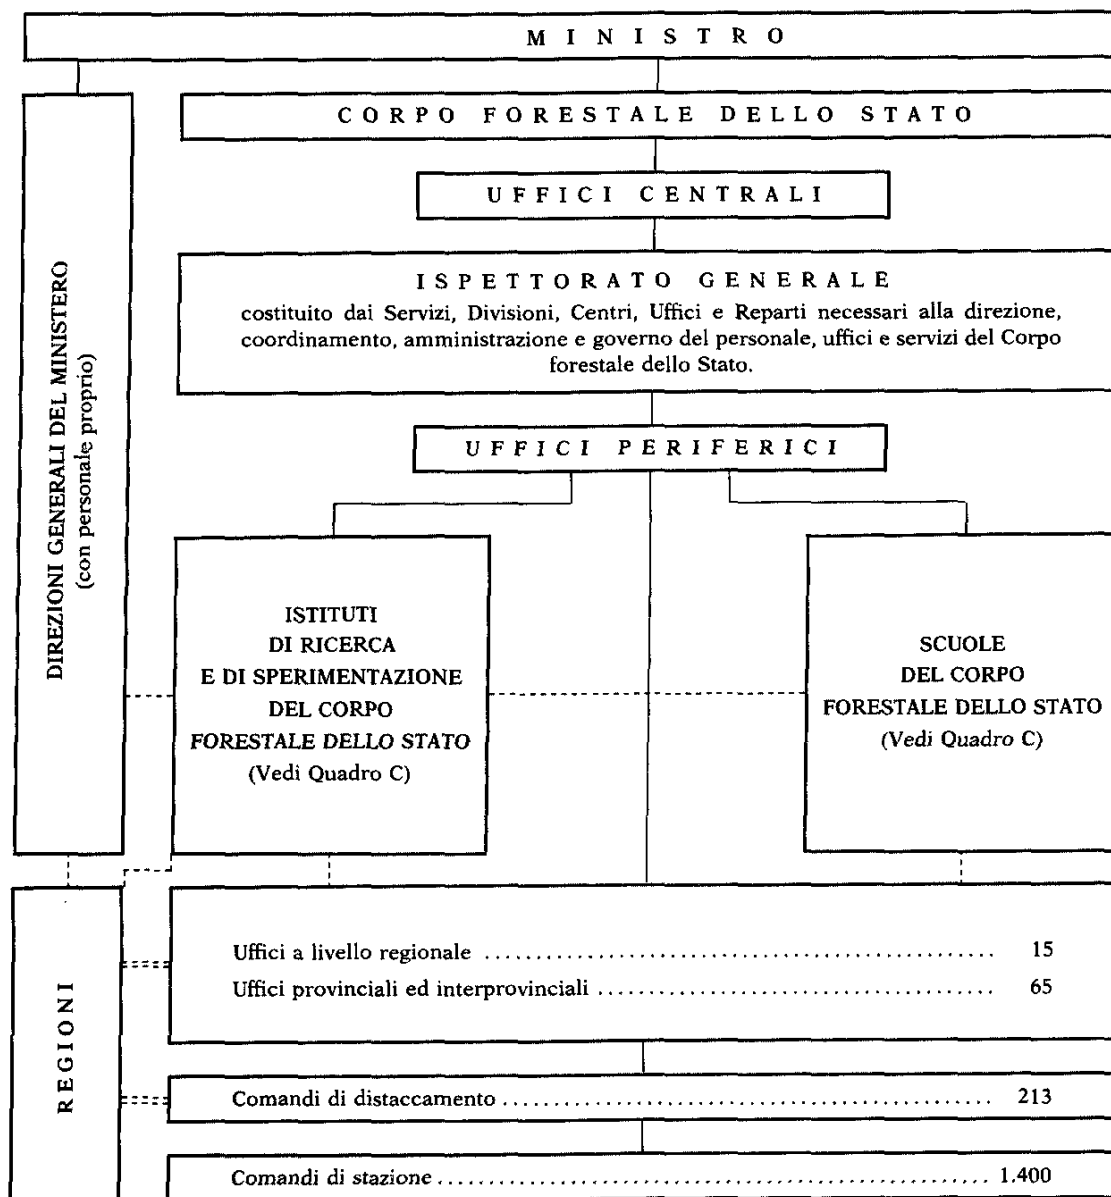 MINISTRO
CORPO FORESTALE DELLO STATO
UFFICI CENTRALI
ISPETTORATO GENERALE
costituito dai Servizi, Divisioni, Centri, Uffici e Reparti necessari alla direzione,
coordinamento, amministrazione e governo del personale, uffici e servizi del Corpo
forestale dello Stato.
UFFICI PERIFERICI
DIREZIONI GENERALI DEL MINISTERO
(con personale proprio)
ISTITUTI
DI RICERCA
E DI SPERIMENTAZIONE
DEL CORPO
FORESTALE DELLO STATO
(Vedi Quadro C)
SCUOLE
DEL CORPO
FORESTALE DELLO STATO
(Vedi Quadro C)
REGIONI
Uffici a livello regionale ........ 15
Uffici provinciali ed interprovinciali ........ 65
Comandi di distaccamento ........ 213
Comandi di stazione ........ 1.400